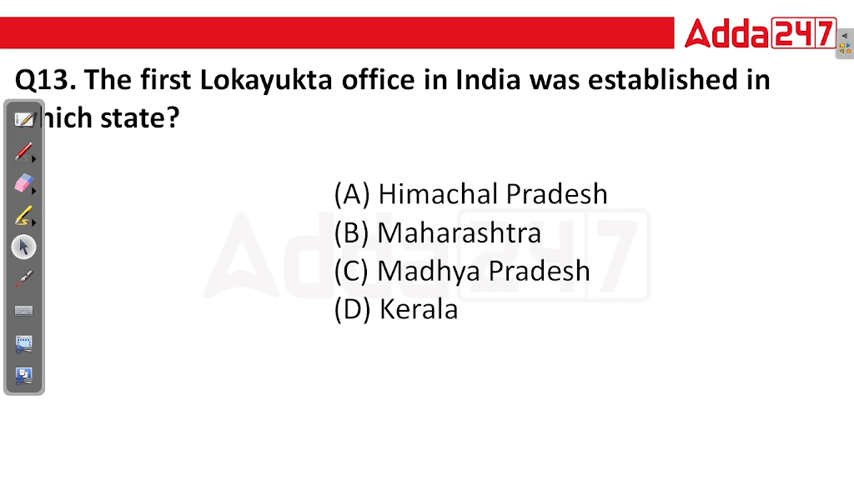 Adda247
Q13. The first Lokayukta office in India was established in
hich state?
(A) Himachal Pradesh
(B) Maharashtra
(C) Madhya Pradesh
(D) Kerala
Adda247